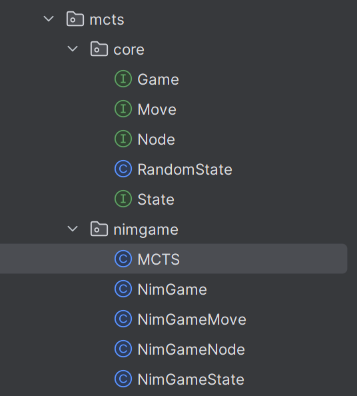 mcts
core
Game
Move
Node
RandomState
State
nimgame
MCTS
NimGame
NimGameMove
NimGameNode
NimGameState